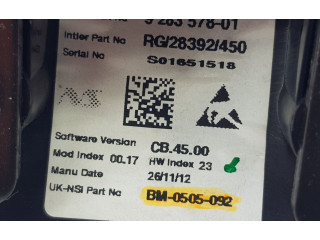 9 263 578-01
Intier Part No RG/28392/450
Serial No S01651518
Software Version CB.45.00
Mod Index 00.17 HW Index 23
Manu Date 26/11/12
UK-NSI Part No BM-0505-092